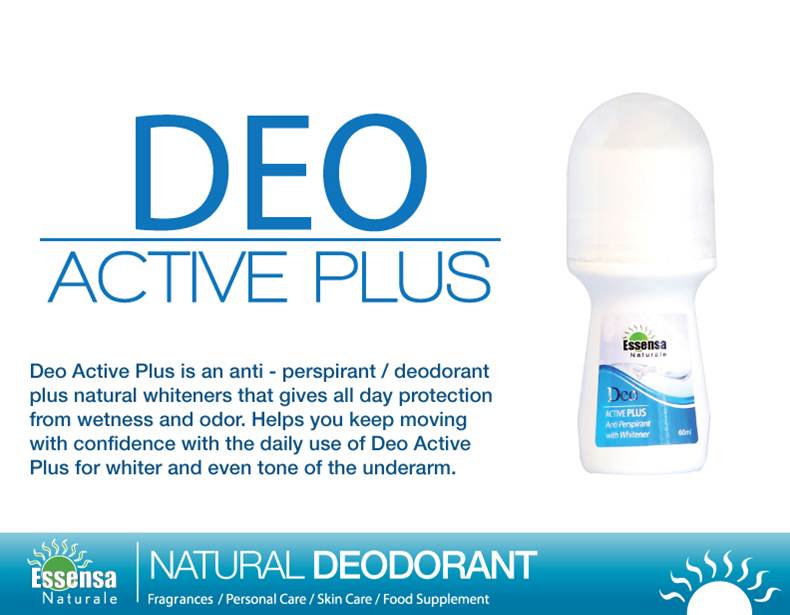 DEO
ACTIVE PLUS
Deo Active Plus is an anti - perspirant / deodorant
plus natural whiteners that gives all day protection
from wetness and odor. Helps you keep moving
with confidence with the daily use of Deo Active
Plus for whiter and even tone of the underarm.
Essensa
Naturale
Deo
ACTIVE PLUS
Anti Perspirant
with Whitener
60ml
Essensa
Naturale
NATURAL DEODORANT
Fragrances / Personal Care / Skin Care / Food Supplement